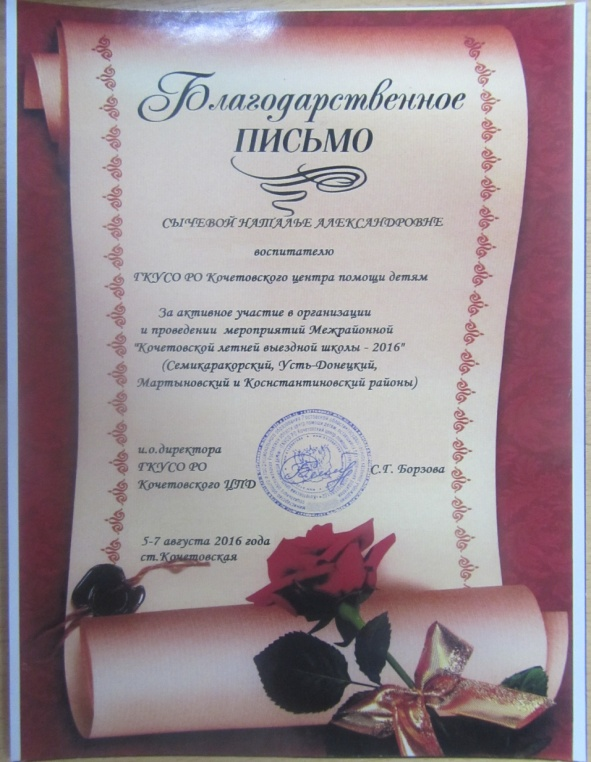 Благодарственное
ПИСЬМО
СЫЧЕВОЙ НАТАЛЬЕ АЛЕКСАНДРОВНЕ
воспитателю
ГКУСО РО Кочетовского центра помощи детям
За активное участие в организации
и проведении мероприятий Межрайонной
"Кочетовской летней выездной школы - 2016"
(Семикаракорский, Усть-Донецкий,
Мартыновский и Коснстантиновский районы)
и.о.директора
ГКУСО РО
Кочетовского ЦПД
С.Г. Борзова
5-7 августа 2016 года
ст.Кочетовская